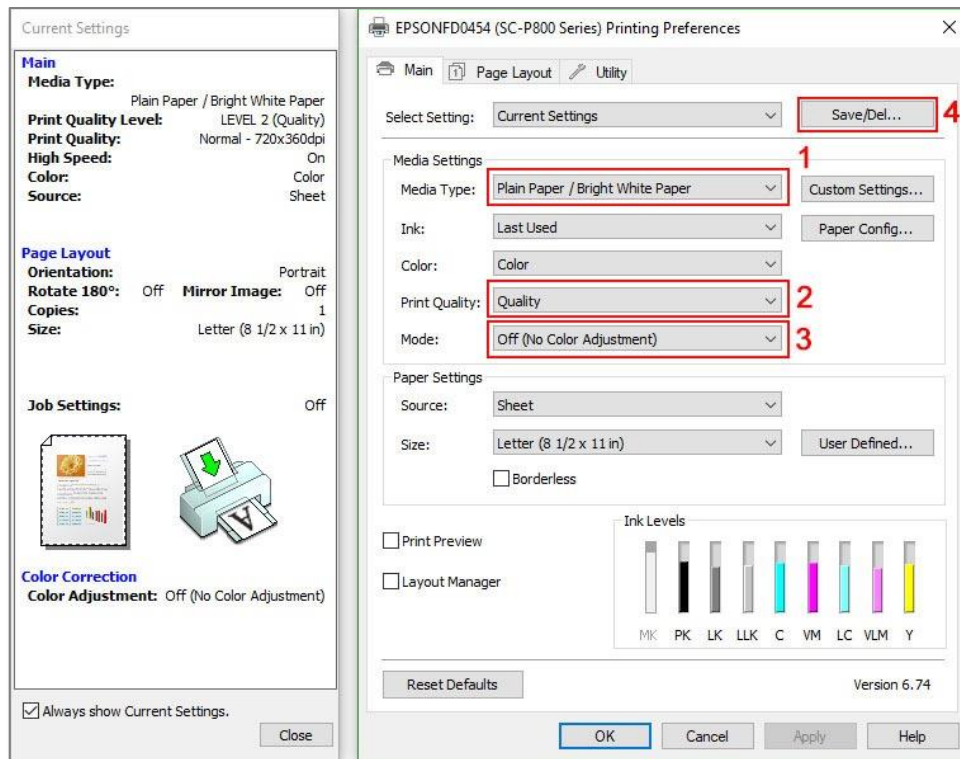 Current Settings
Main
Media Type:
Plain Paper / Bright White Paper
Print Quality Level: LEVEL 2 (Quality)
Print Quality: Normal - 720x360dpi
High Speed: On
Color: Color
Source: Sheet
Page Layout
Orientation: Portrait
Rotate 180°: Off Mirror Image: Off
Copies: 1
Size: Letter (8 1/2 x 11 in)
Job Settings: Off
A
Color Correction
Color Adjustment: Off (No Color Adjustment)
Always show Current Settings.
Close
EPSONFD0454 (SC-P800 Series) Printing Preferences
Main 1 Page Layout Utility
Select Setting: Current Settings Save/Del... 4
1
Media Settings
Media Type: Plain Paper / Bright White Paper Custom Settings...
Ink: Last Used Paper Config...
Color: Color
Print Quality: Quality 2
Mode: Off (No Color Adjustment) 3
Paper Settings
Source: Sheet
Size: Letter (8 1/2 x 11 in) User Defined...
Borderless
Print Preview
Layout Manager
Ink Levels
MK PK LK LLK C VM LC VLM Y
Reset Defaults Version 6.74
OK Cancel Apply Help